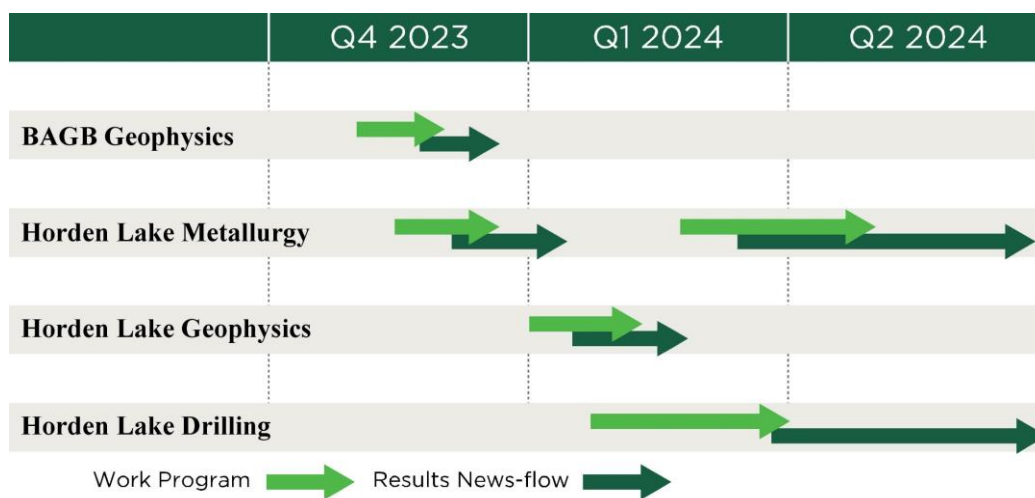 Q4 2023 Q1 2024 Q2 2024
BAGB Geophysics
Horden Lake Metallurgy
Horden Lake Geophysics
Horden Lake Drilling
Work Program Results News-flow